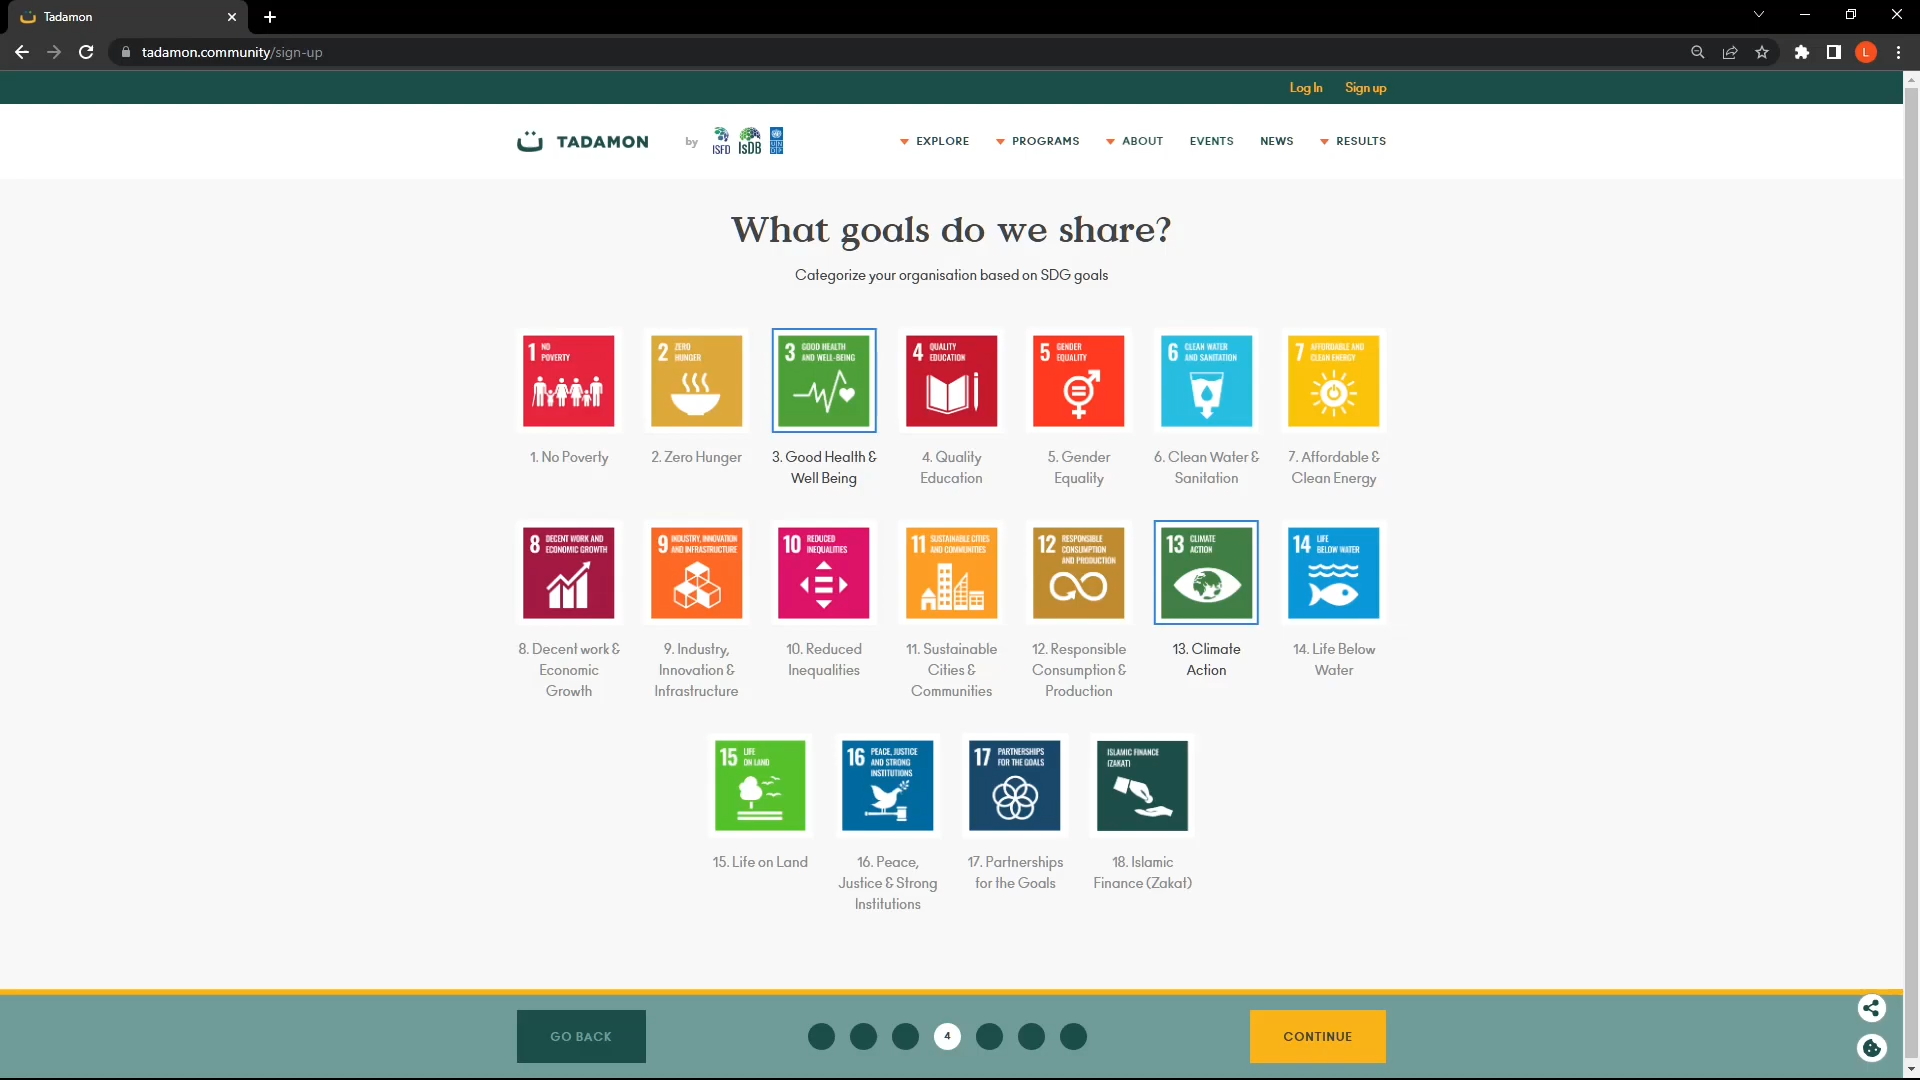 Tadamon
tadamon.community/sign-up
L
Log In Sign up
TADAMON by ISFD IsDB UNDP EXPLORE PROGRAMS ABOUT EVENTS NEWS RESULTS
What goals do we share?
Categorize your organisation based on SDG goals
1 NO POVERTY
2 ZERO HUNGER
3 GOOD HEALTH AND WELL-BEING
4 QUALITY EDUCATION
5 GENDER EQUALITY
6 CLEAN WATER AND SANITATION
7 AFFORDABLE AND CLEAN ENERGY
1. No Poverty
2. Zero Hunger
3. Good Health &
Well Being
4. Quality
Education
5. Gender
Equality
6. Clean Water &
Sanitation
7. Affordable &
Clean Energy
8 DECENT WORK AND ECONOMIC GROWTH
9 INDUSTRY, INNOVATION AND INFRASTRUCTURE
10 REDUCED INEQUALITIES
11 SUSTAINABLE CITIES AND COMMUNITIES
12 RESPONSIBLE CONSUMPTION AND PRODUCTION
13 CLIMATE ACTION
14 LIFE BELOW WATER
8. Decent work &
Economic
Growth
9. Industry,
Innovation &
Infrastructure
10. Reduced
Inequalities
11. Sustainable
Cities &
Communities
12. Responsible
Consumption &
Production
13. Climate
Action
14. Life Below
Water
15 LIFE ON LAND
16 PEACE, JUSTICE AND STRONG INSTITUTIONS
17 PARTNERSHIPS FOR THE GOALS
ISLAMIC FINANCE (ZAKAT)
15. Life on Land
16. Peace,
Justice & Strong
Institutions
17. Partnerships
for the Goals
18. Islamic
Finance (Zakat)
GO BACK 4 CONTINUE